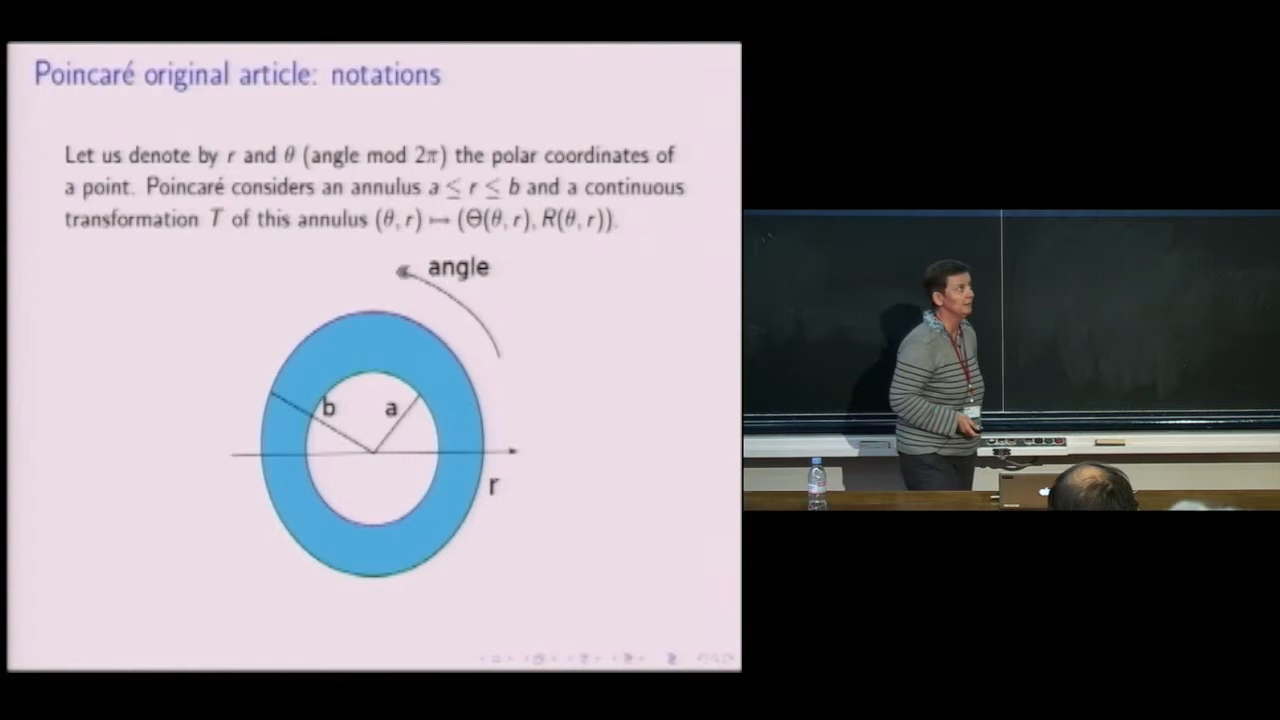 Poincaré original article: notations
Let us denote by r and θ (angle mod 2π) the polar coordinates of
a point. Poincaré considers an annulus a ≤ r ≤ b and a continuous
transformation T of this annulus (θ, r) ↦ (Θ(θ, r), R(θ, r)).
angle
b
a
r